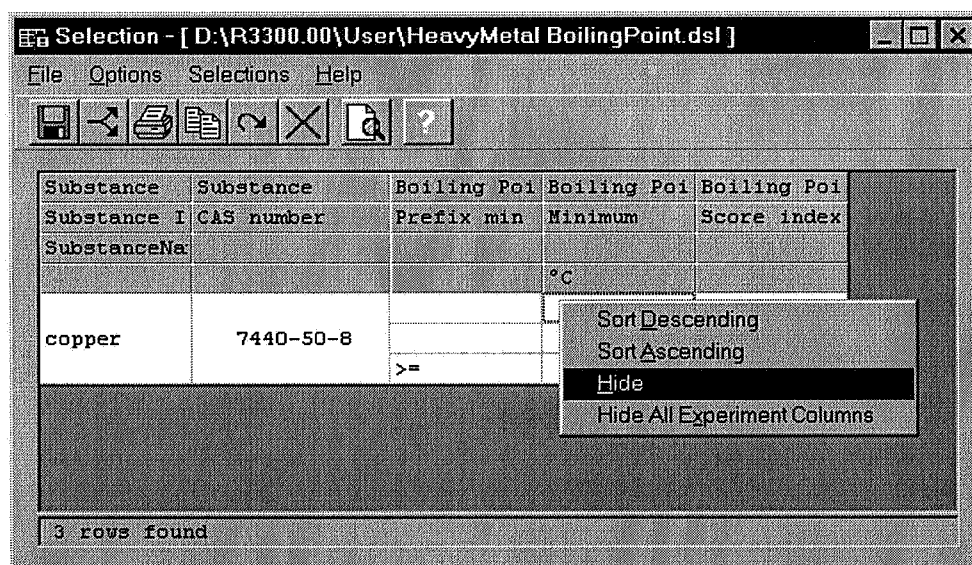 Selection - [ D:\R3300.00\User\HeavyMetal BoilingPoint.dsl ]
File Options Selections Help
?
Substance Substance Boiling Poi Boiling Poi Boiling Poi
Substance I CAS number Prefix min Minimum Score index
SubstanceNa
°C
copper 7440-50-8
>=
Sort Descending
Sort Ascending
Hide
Hide All Experiment Columns
3 rows found